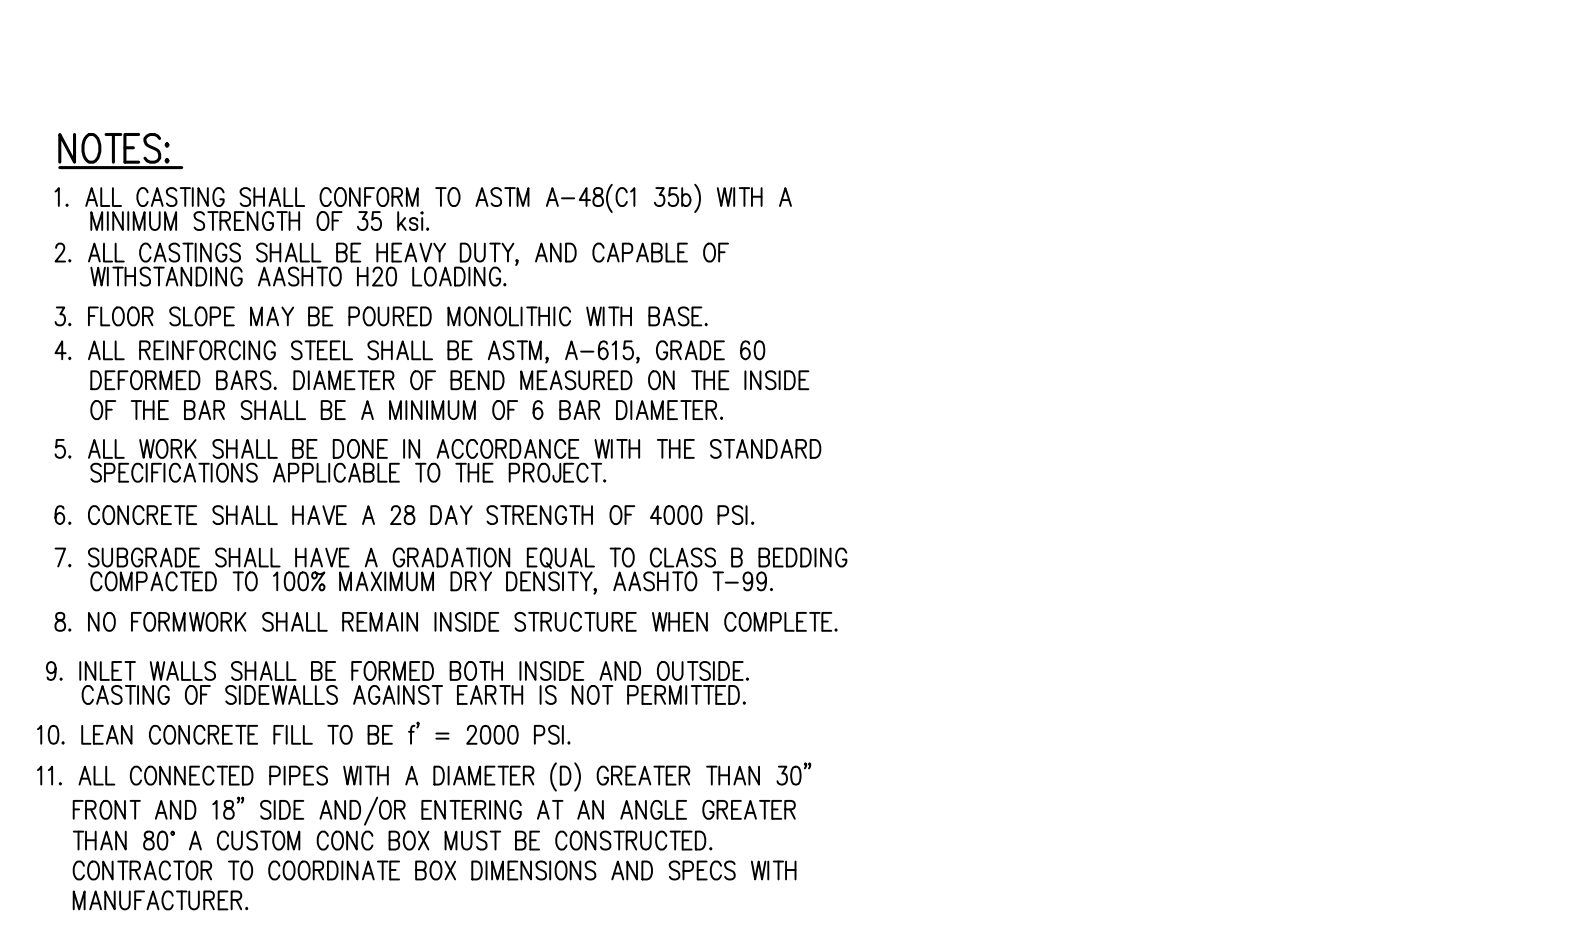 NOTES:
1. ALL CASTING SHALL CONFORM TO ASTM A-48(C1 35b) WITH A
MINIMUM STRENGTH OF 35 ksi.
2. ALL CASTINGS SHALL BE HEAVY DUTY, AND CAPABLE OF
WITHSTANDING AASHTO H20 LOADING.
3. FLOOR SLOPE MAY BE POURED MONOLITHIC WITH BASE.
4. ALL REINFORCING STEEL SHALL BE ASTM, A-615, GRADE 60
DEFORMED BARS. DIAMETER OF BEND MEASURED ON THE INSIDE
OF THE BAR SHALL BE A MINIMUM OF 6 BAR DIAMETER.
5. ALL WORK SHALL BE DONE IN ACCORDANCE WITH THE STANDARD
SPECIFICATIONS APPLICABLE TO THE PROJECT.
6. CONCRETE SHALL HAVE A 28 DAY STRENGTH OF 4000 PSI.
7. SUBGRADE SHALL HAVE A GRADATION EQUAL TO CLASS B BEDDING
COMPACTED TO 100% MAXIMUM DRY DENSITY, AASHTO T-99.
8. NO FORMWORK SHALL REMAIN INSIDE STRUCTURE WHEN COMPLETE.
9. INLET WALLS SHALL BE FORMED BOTH INSIDE AND OUTSIDE.
CASTING OF SIDEWALLS AGAINST EARTH IS NOT PERMITTED.
10. LEAN CONCRETE FILL TO BE f' = 2000 PSI.
11. ALL CONNECTED PIPES WITH A DIAMETER (D) GREATER THAN 30"
FRONT AND 18" SIDE AND/OR ENTERING AT AN ANGLE GREATER
THAN 80° A CUSTOM CONC BOX MUST BE CONSTRUCTED.
CONTRACTOR TO COORDINATE BOX DIMENSIONS AND SPECS WITH
MANUFACTURER.